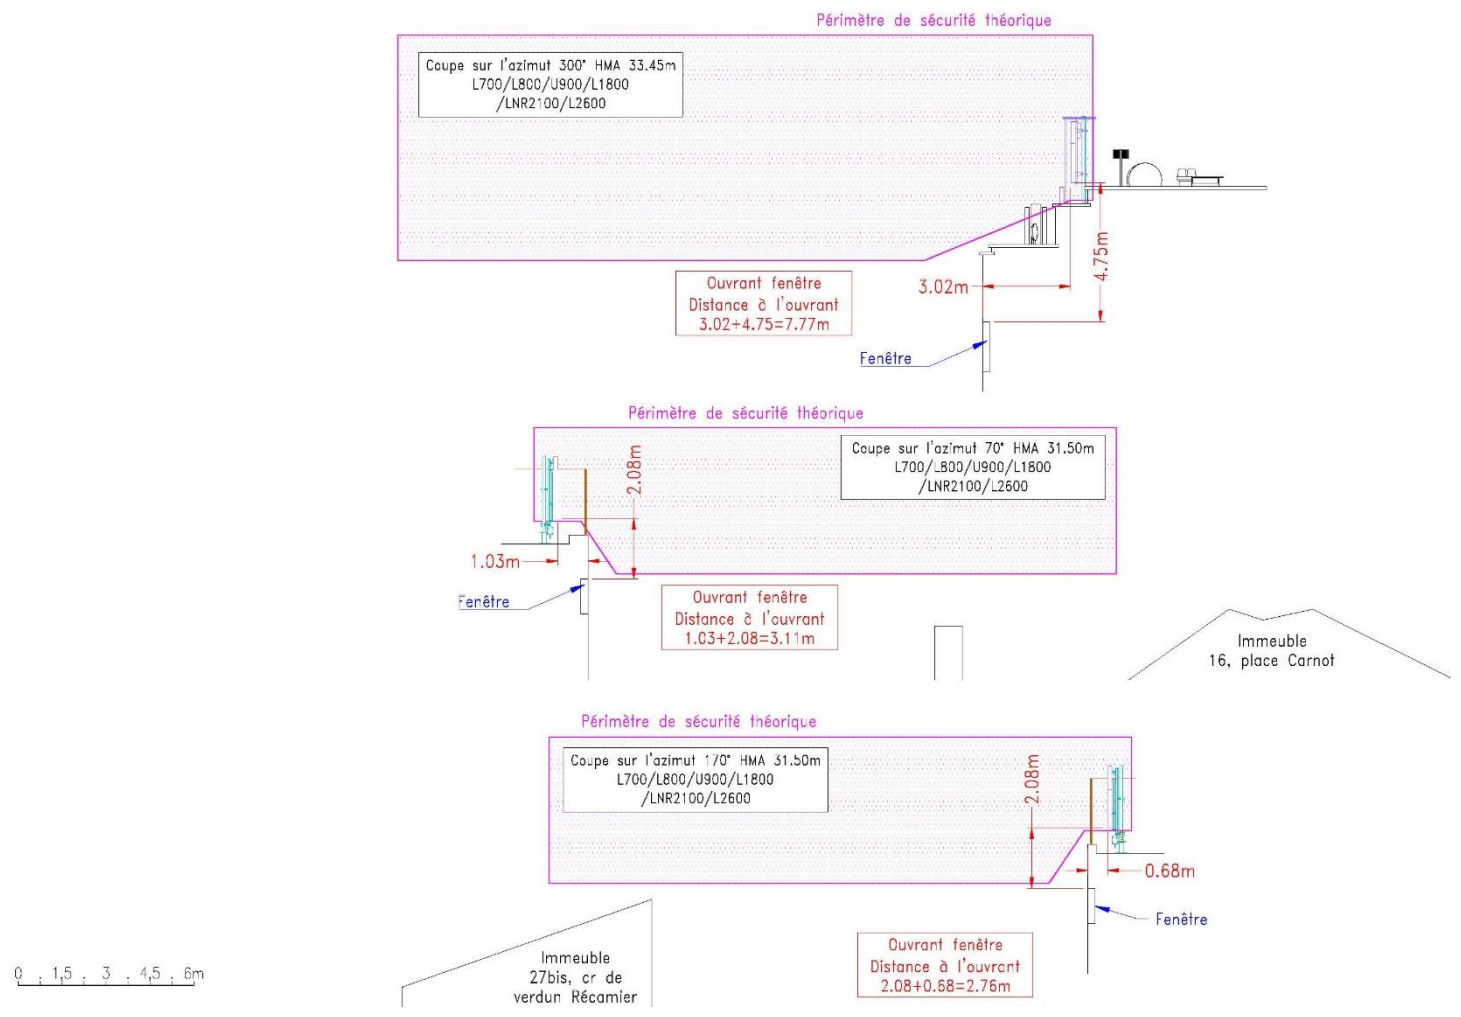 Périmètre de sécurité théorique
Coupe sur l'azimut 300° HMA 33.45m
L700/L800/U900/L1800
/LNR2100/L2600
4.75m
3.02m
Ouvrant fenêtre
Distance à l'ouvrant
3.02+4.75=7.77m
Fenêtre
Périmètre de sécurité théorique
Coupe sur l'azimut 70° HMA 31.50m
L700/L800/U900/L1800
/LNR2100/L2600
2.08m
1.03m
Fenêtre
Ouvrant fenêtre
Distance à l'ouvrant
1.03+2.08=3.11m
Immeuble
16, place Carnot
Périmètre de sécurité théorique
Coupe sur l'azimut 170° HMA 31.50m
L700/L800/U900/L1800
/LNR2100/L2600
2.08m
0.68m
Fenêtre
Ouvrant fenêtre
Distance à l'ouvrant
2.08+0.68=2.76m
Immeuble
27bis, cr de
verdun Récamier
0 . 1,5 . 3 . 4,5 . 6m